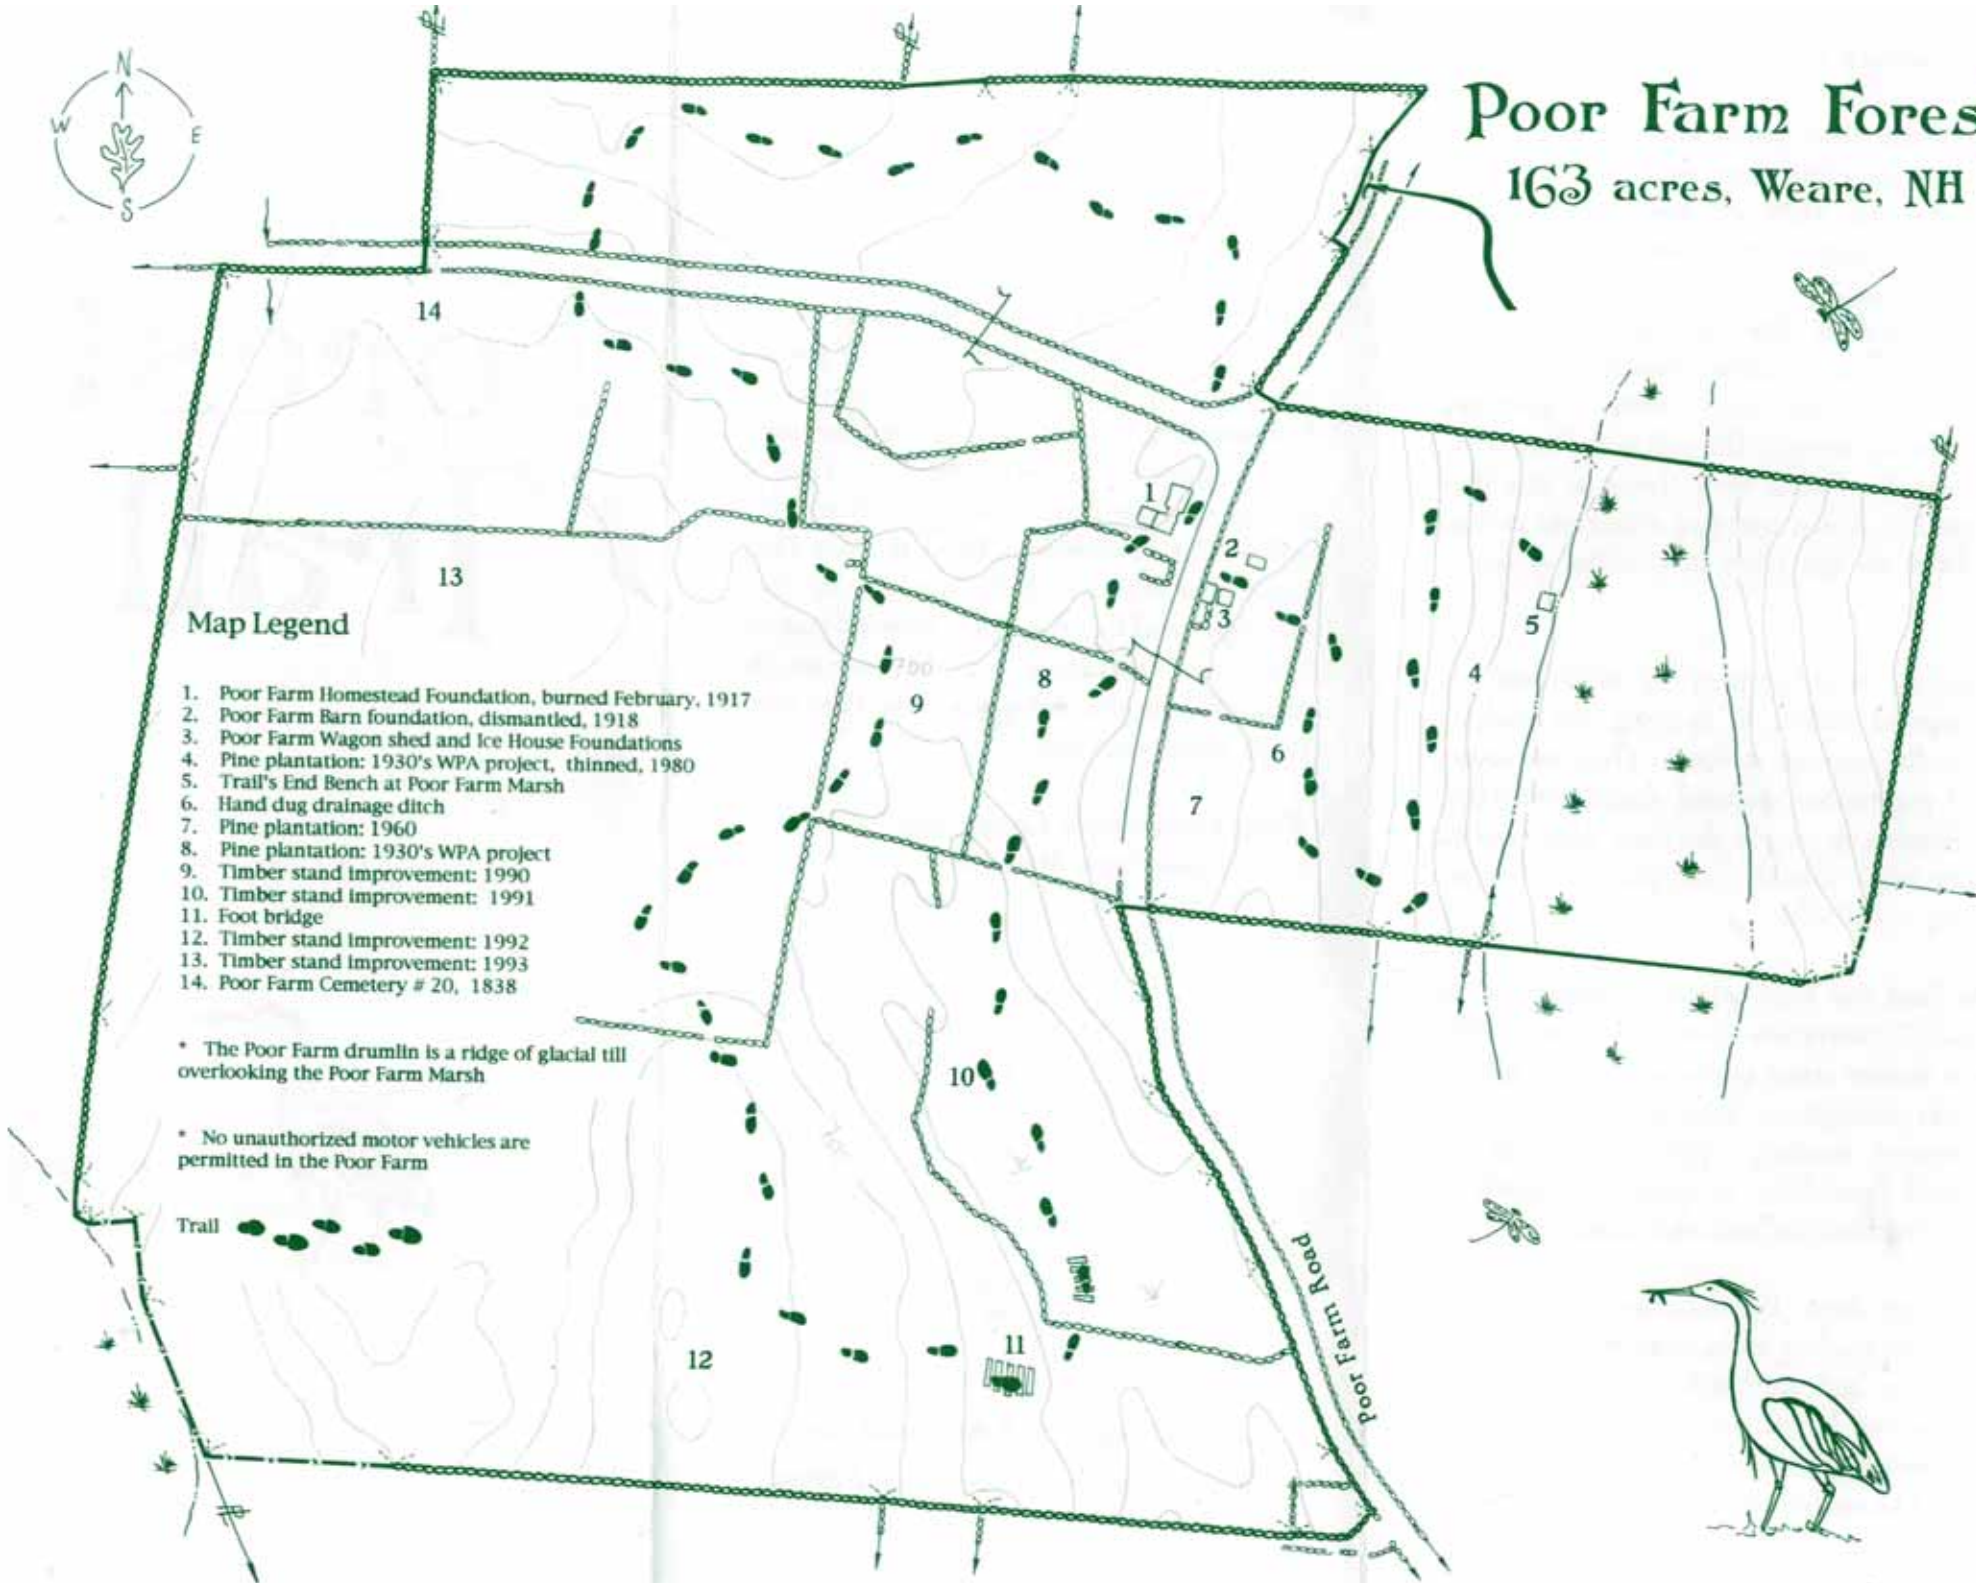 N
W E
S
Poor Farm Fores
163 acres, Weare, NH
14
1
2
3
13
5
4
8
9
6
7
Map Legend
1. Poor Farm Homestead Foundation, burned February, 1917
2. Poor Farm Barn foundation, dismantled, 1918
3. Poor Farm Wagon shed and Ice House Foundations
4. Pine plantation: 1930's WPA project, thinned, 1980
5. Trail's End Bench at Poor Farm Marsh
6. Hand dug drainage ditch
7. Pine plantation: 1960
8. Pine plantation: 1930's WPA project
9. Timber stand improvement: 1990
10. Timber stand improvement: 1991
11. Foot bridge
12. Timber stand improvement: 1992
13. Timber stand improvement: 1993
14. Poor Farm Cemetery # 20, 1838
* The Poor Farm drumlin is a ridge of glacial till
overlooking the Poor Farm Marsh
* No unauthorized motor vehicles are
permitted in the Poor Farm
Trail
700
10
11
12
Poor Farm Road